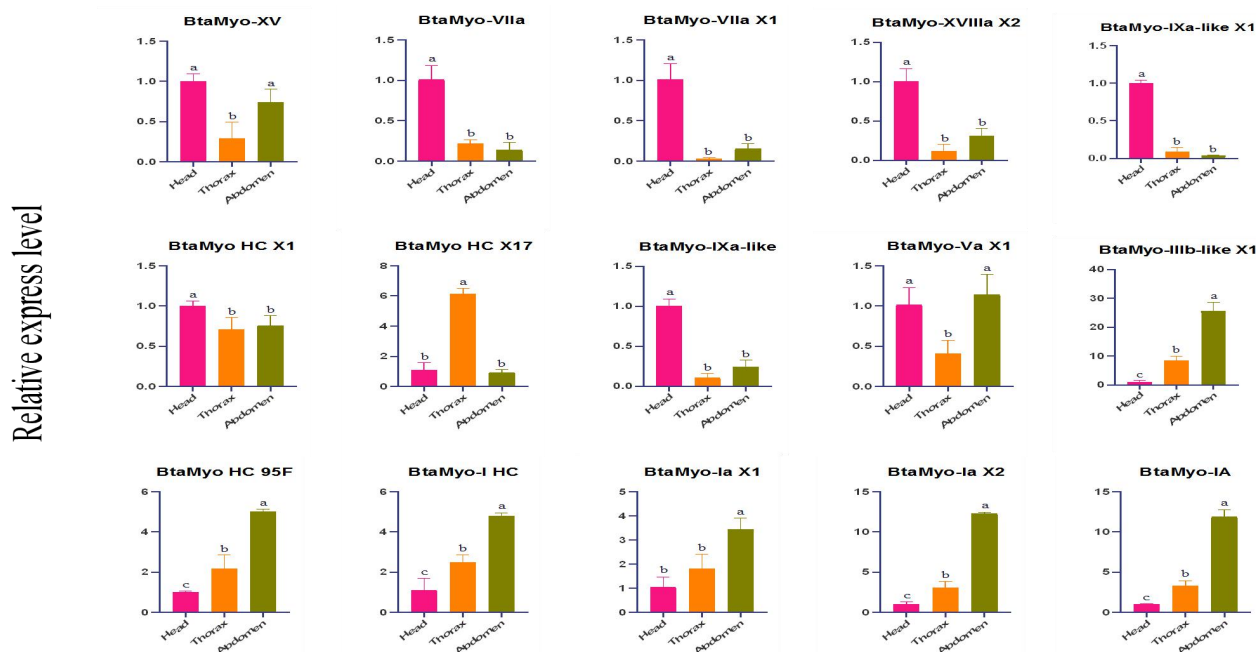 BtaMyo-XV
BtaMyo-VIIa
BtaMyo-VIIa X1
BtaMyo-XVIIIa X2
BtaMyo-IXa-like X1
1.5
1.0
0.5
0.0
a
b
a
Head
Thorax
Abdomen
1.5
1.0
0.5
0.0
a
b
b
Head
Thorax
Abdomen
1.5
1.0
0.5
0.0
a
b
b
Head
Thorax
Abdomen
1.5
1.0
0.5
0.0
a
b
b
Head
Thorax
Abdomen
1.5
1.0
0.5
0.0
a
b
b
Head
Thorax
Abdomen
Relative express level
BtaMyo HC X1
BtaMyo HC X17
BtaMyo-IXa-like
BtaMyo-Va X1
BtaMyo-IIIb-like X1
1.5
1.0
0.5
0.0
a
b
b
Head
Thorax
Abdomen
8
6
4
2
0
b
a
b
Head
Thorax
Abdomen
1.5
1.0
0.5
0.0
a
b
b
Head
Thorax
Abdomen
1.5
1.0
0.5
0.0
a
b
a
Head
Thorax
Abdomen
40
30
20
10
0
c
b
a
Head
Thorax
Abdomen
BtaMyo HC 95F
BtaMyo-I HC
BtaMyo-Ia X1
BtaMyo-Ia X2
BtaMyo-IA
6
4
2
0
c
b
a
Head
Thorax
Abdomen
6
4
2
0
c
b
a
Head
Thorax
Abdomen
5
4
3
2
1
0
b
b
a
Head
Thorax
Abdomen
15
10
5
0
c
b
a
Head
Thorax
Abdomen
15
10
5
0
c
b
a
Head
Thorax
Abdomen